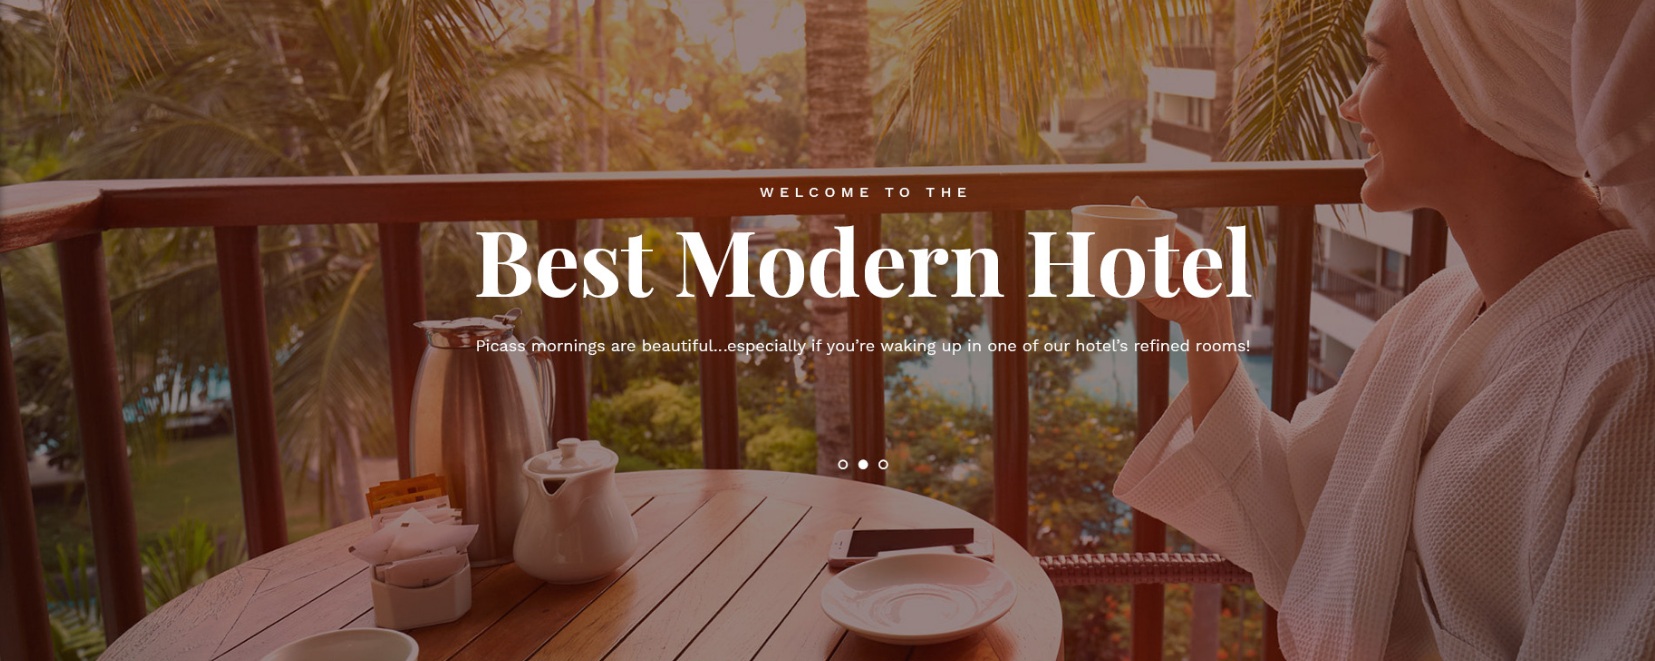 WELCOME TO THE
Best Modern Hotel
Picass mornings are beautiful...especially if you’re waking up in one of our hotel’s refined rooms!